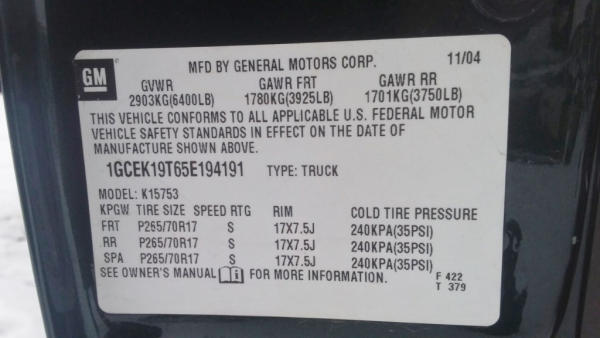 GM
MFD BY GENERAL MOTORS CORP. 11/04
GVWR GAWR FRT GAWR RR
2903KG(6400LB) 1780KG(3925LB) 1701KG(3750LB)
THIS VEHICLE CONFORMS TO ALL APPLICABLE U.S. FEDERAL MOTOR
VEHICLE SAFETY STANDARDS IN EFFECT ON THE DATE OF
MANUFACTURE SHOWN ABOVE.
1GCEK19T65E194191 TYPE: TRUCK
MODEL: K15753
KPGW TIRE SIZE SPEED RTG RIM COLD TIRE PRESSURE
FRT P265/70R17 S 17X7.5J 240KPA(35PSI)
RR P265/70R17 S 17X7.5J 240KPA(35PSI)
SPA P265/70R17 S 17X7.5J 240KPA(35PSI)
SEE OWNER'S MANUAL FOR MORE INFORMATION. F 422
T 379